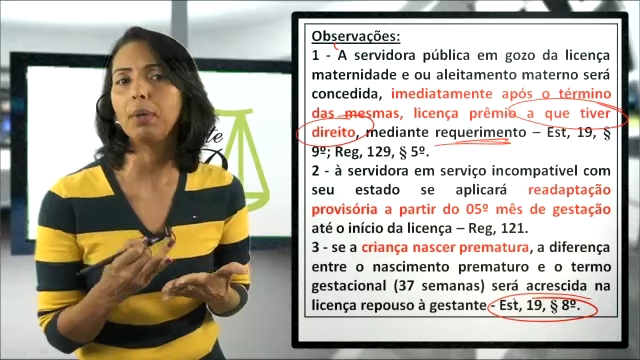 Observações:
1 - A servidora pública em gozo da licença
maternidade e ou aleitamento materno será
concedida, imediatamente após o término
das mesmas, licença prêmio a que tiver
direito, mediante requerimento – Est, 19, §
9º; Reg, 129, § 5º.
2 - à servidora em serviço incompatível com
seu estado se aplicará readaptação
provisória a partir do 05º mês de gestação
até o início da licença – Reg, 121.
3 - se a criança nascer prematura, a diferença
entre o nascimento prematuro e o termo
gestacional (37 semanas) será acrescida na
licença repouso à gestante - Est, 19, § 8º.